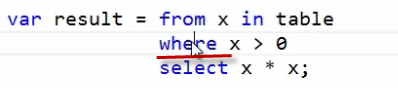 var result = from x in table
where x > 0
select x * x;